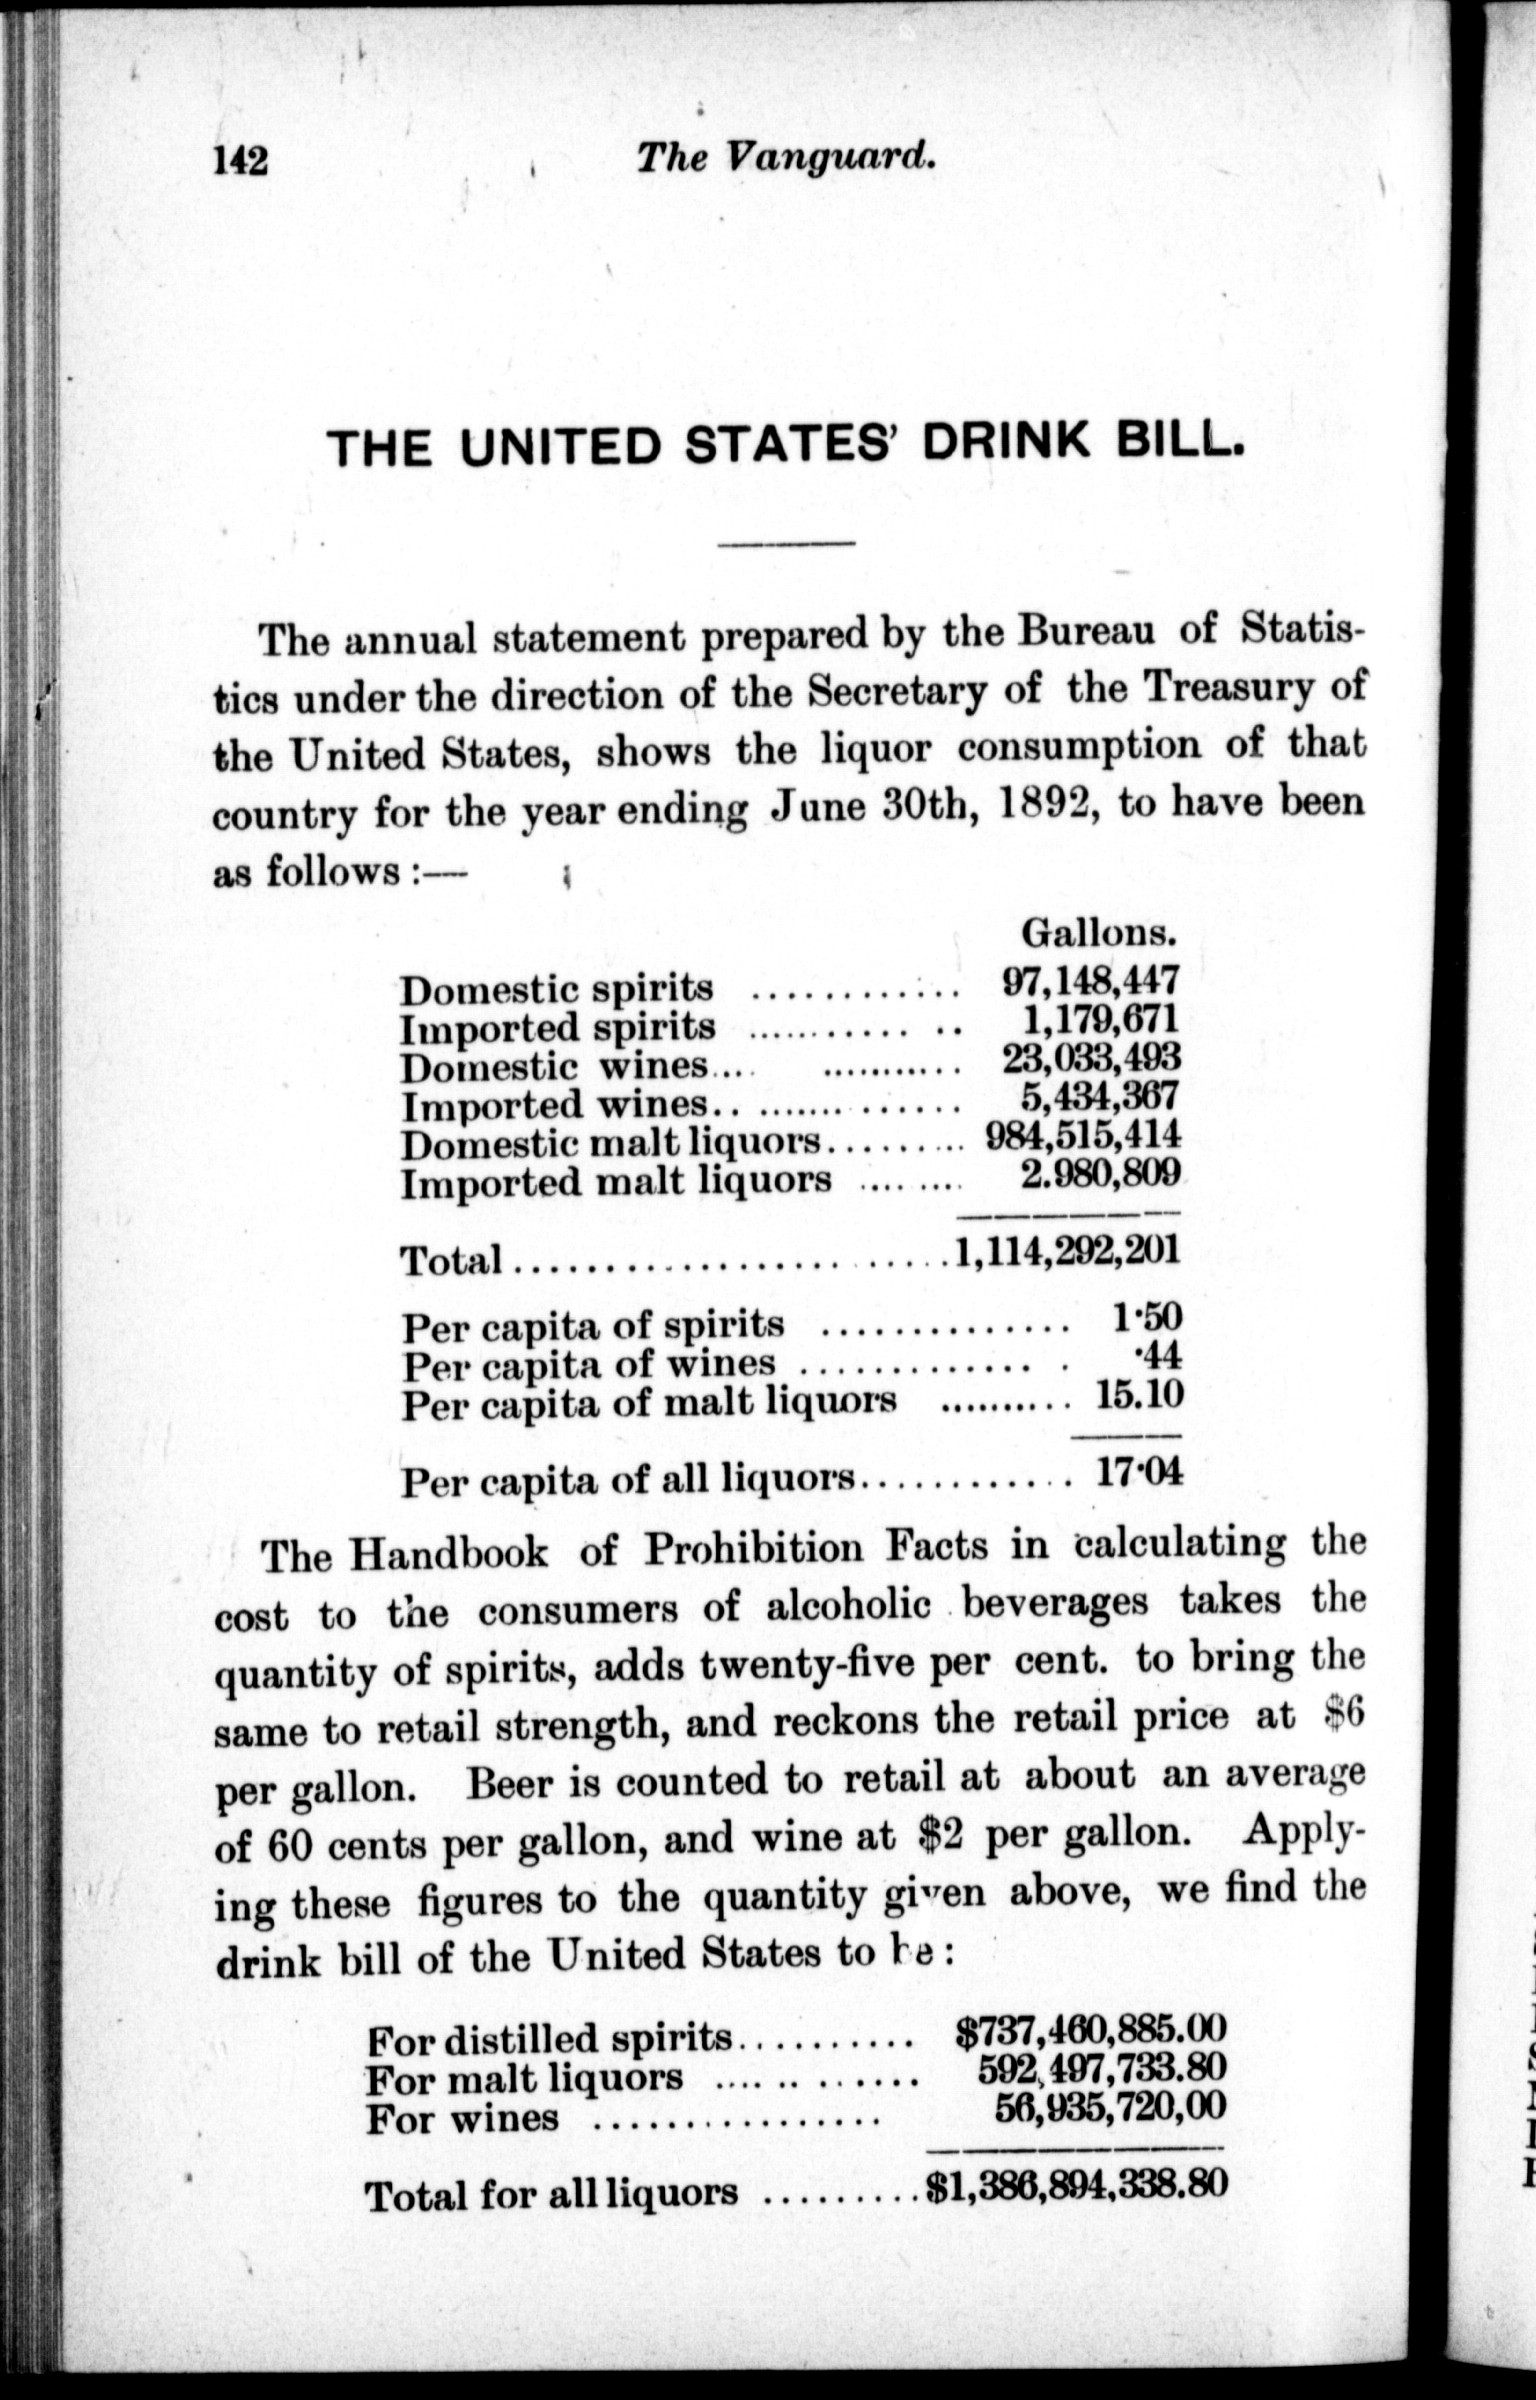 142 The Vanguard.
THE UNITED STATES' DRINK BILL.
The annual statement prepared by the Bureau of Statis-
tics under the direction of the Secretary of the Treasury of
the United States, shows the liquor consumption of that
country for the year ending June 30th, 1892, to have been
as follows :—
Gallons.
Domestic spirits ............ 97,148,447
Imported spirits ........... .. 1,179,671
Domestic wines... ........... 23,033,493
Imported wines.. ............. 5,434,367
Domestic malt liquors......... 984,515,414
Imported malt liquors ........ 2.980,809
Total........................1,114,292,201
Per capita of spirits .............. 1·50
Per capita of wines ............. . ·44
Per capita of malt liquors .......... 15.10
Per capita of all liquors............ 17·04
The Handbook of Prohibition Facts in calculating the
cost to the consumers of alcoholic beverages takes the
quantity of spirits, adds twenty-five per cent. to bring the
same to retail strength, and reckons the retail price at $6
per gallon. Beer is counted to retail at about an average
of 60 cents per gallon, and wine at $2 per gallon. Apply-
ing these figures to the quantity given above, we find the
drink bill of the United States to be :
For distilled spirits.......... $737,460,885.00
For malt liquors .... .. ...... 592,497,733.80
For wines ................ 56,935,720,00
Total for all liquors .........$1,386,894,338.80